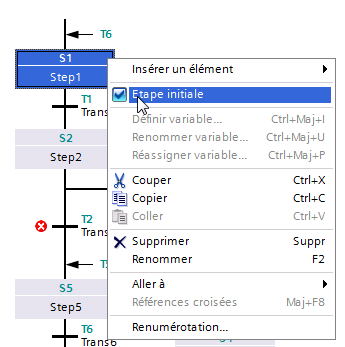 T6
S1
Step1
T1
Trans
S2
Step2
T2
Trans
S5
Step5
T6
Trans6
Insérer un élément
Etape initiale
Définir variable... Ctrl+Maj+I
Renommer variable... Ctrl+Maj+U
Réassigner variable... Ctrl+Maj+P
Couper Ctrl+X
Copier Ctrl+C
Coller Ctrl+V
Supprimer Suppr
Renommer F2
Aller à
Références croisées Maj+F8
Renumérotation...